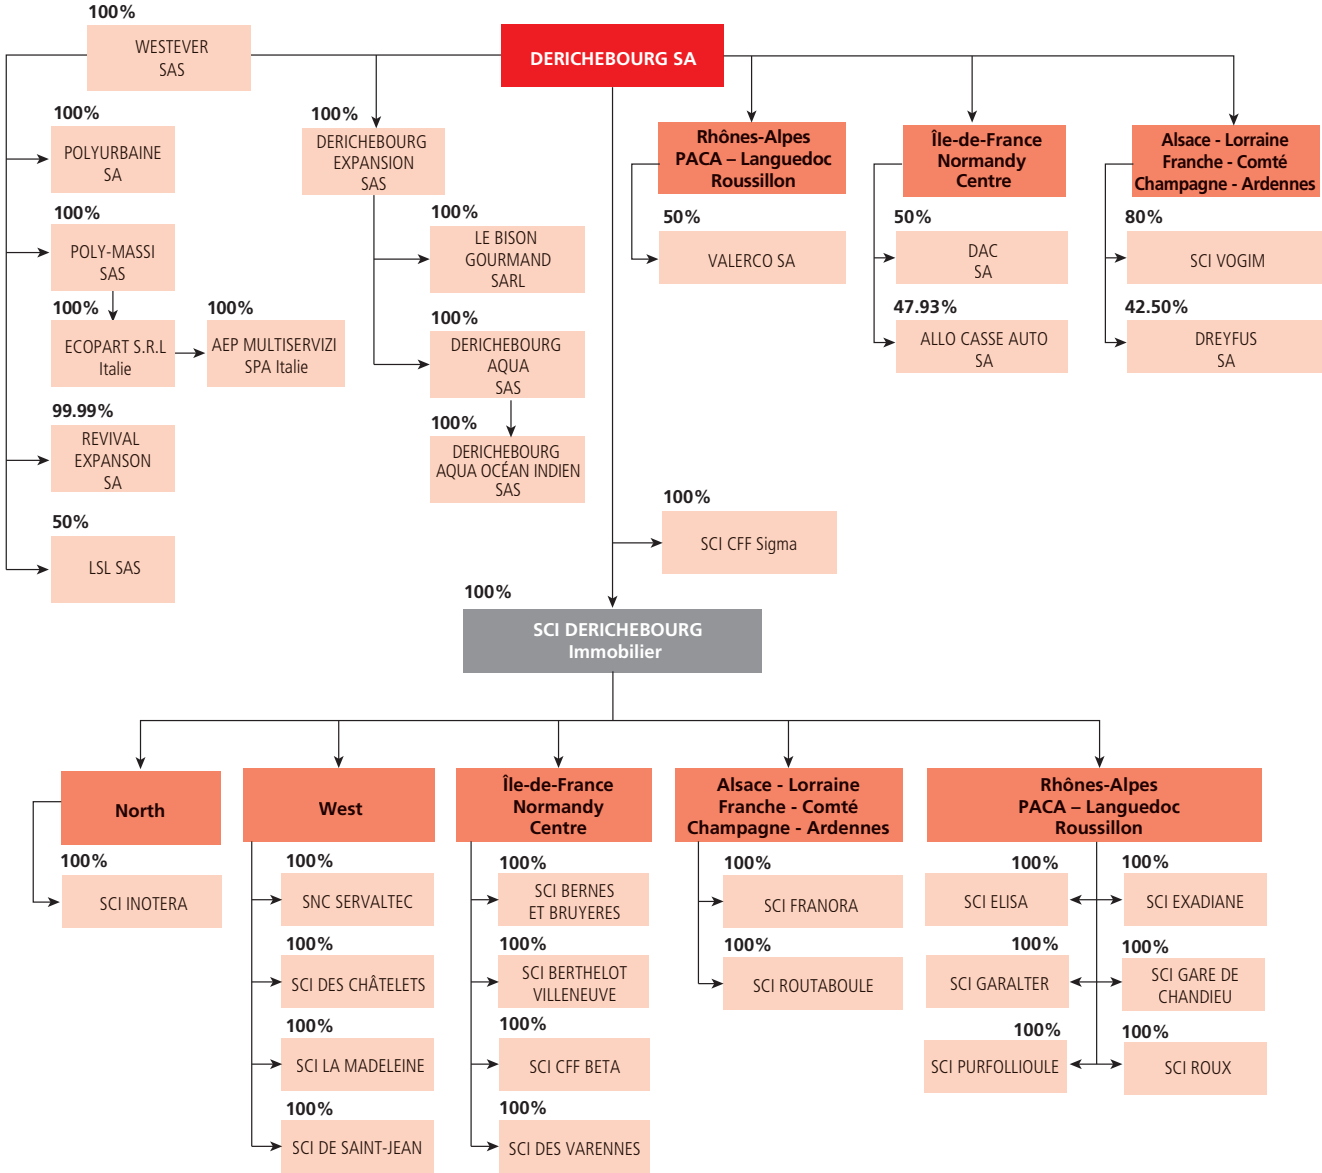 100%
WESTEVER
SAS
DERICHEBOURG SA
100%
POLYURBAINE
SA
100%
POLY-MASSI
SAS
100%
ECOPART S.R.L
Italie
100%
AEP MULTISERVIZI
SPA Italie
99.99%
REVIVAL
EXPANSON
SA
50%
LSL SAS
100%
DERICHEBOURG
EXPANSION
SAS
100%
LE BISON
GOURMAND
SARL
100%
DERICHEBOURG
AQUA
SAS
100%
DERICHEBOURG
AQUA OCÉAN INDIEN
SAS
Rhônes-Alpes
PACA – Languedoc
Roussillon
50%
VALERCO SA
Île-de-France
Normandy
Centre
50%
DAC
SA
47.93%
ALLO CASSE AUTO
SA
Alsace - Lorraine
Franche - Comté
Champagne - Ardennes
80%
SCI VOGIM
42.50%
DREYFUS
SA
100%
SCI CFF Sigma
100%
SCI DERICHEBOURG
Immobilier
North
100%
SCI INOTERA
West
100%
SNC SERVALTEC
100%
SCI DES CHÂTELETS
100%
SCI LA MADELEINE
100%
SCI DE SAINT-JEAN
Île-de-France
Normandy
Centre
100%
SCI BERNES
ET BRUYERES
100%
SCI BERTHELOT
VILLENEUVE
100%
SCI CFF BETA
100%
SCI DES VARENNES
Alsace - Lorraine
Franche - Comté
Champagne - Ardennes
100%
SCI FRANORA
100%
SCI ROUTABOULE
Rhônes-Alpes
PACA – Languedoc
Roussillon
100%
SCI ELISA
100%
SCI EXADIANE
100%
SCI GARALTER
100%
SCI GARE DE
CHANDIEU
100%
SCI PURFOLLIOULE
100%
SCI ROUX